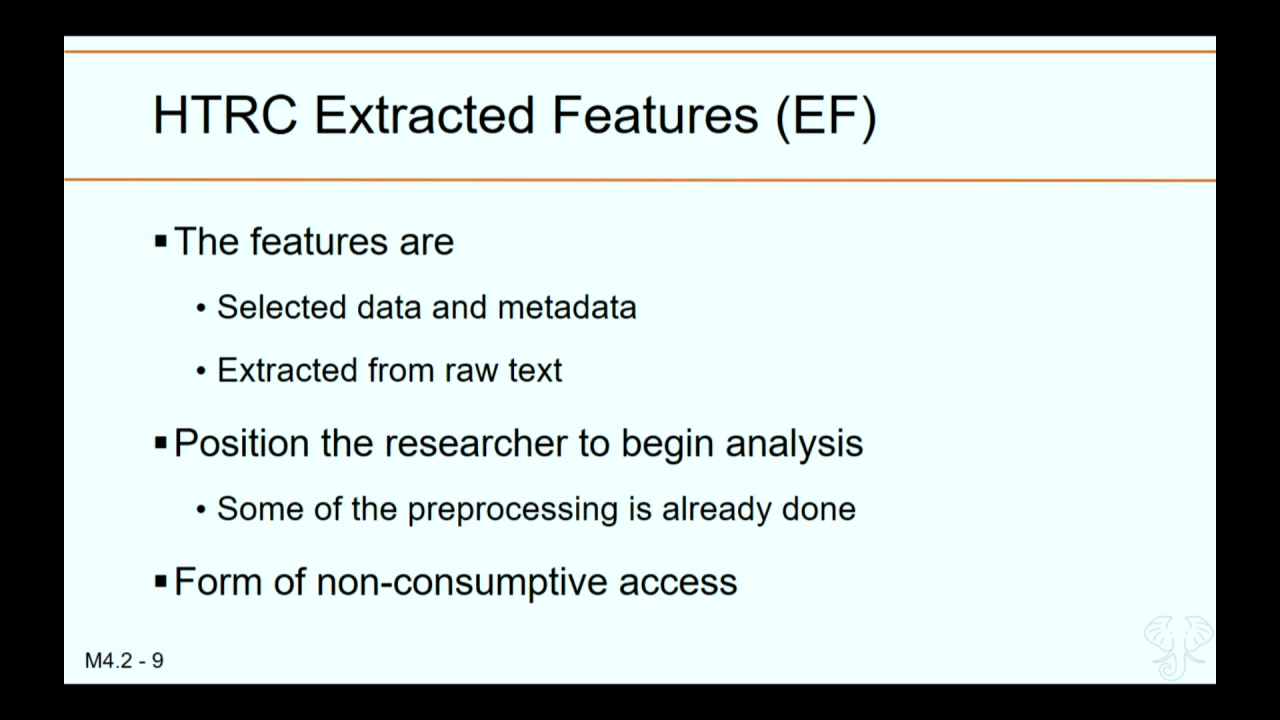 HTRC Extracted Features (EF)
▪ The features are
• Selected data and metadata
• Extracted from raw text
▪ Position the researcher to begin analysis
• Some of the preprocessing is already done
▪ Form of non-consumptive access
M4.2 - 9